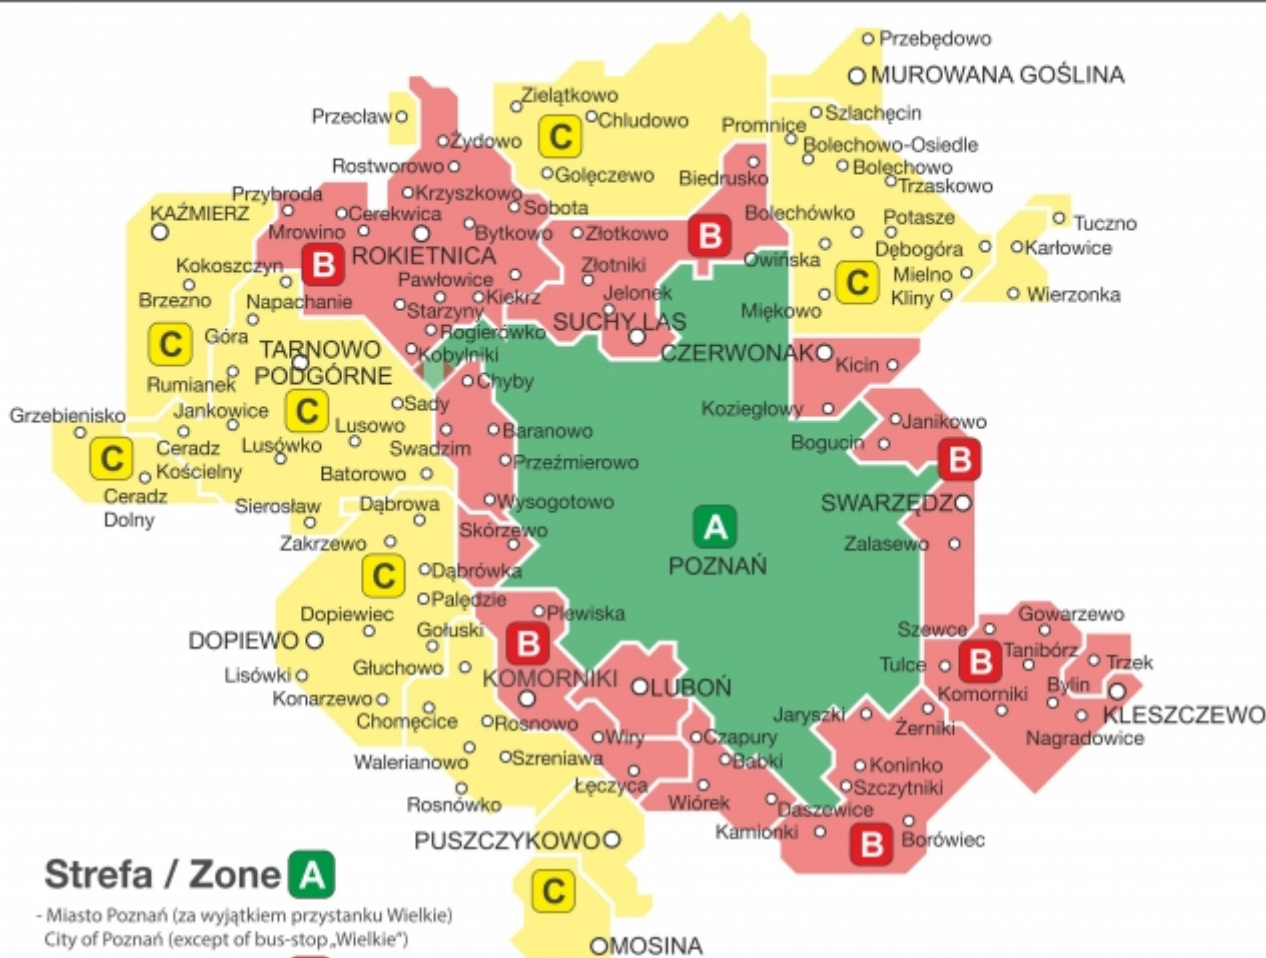 Przebędowo
MUROWANA GOŚLINA
Zielątkowo
Przecław
C
Chludowo
Szlachęcin
Promnice
Żydowo
Bolechowo-Osiedle
Rostworowo
Bolechowo
Golęczewo
Biedrusko
Trzaskowo
Przybroda
Krzyszkowo
KAŹMIERZ
Cerekwica
Sobota
Bolechówko
Potasze
Tuczno
Mrowino
Bytkowo
Złotkowo
B
Dębogóra
Karłowice
ROKIETNICA
Owińska
Kokoszczyn
B
Złotniki
Mielno
Pawłowice
C
Brzezno
Napachanie
Kiekrz
Jelonek
Kliny
Wierzonka
Starzyny
Miękowo
Góra
Rogierówko
SUCHY LAS
C
TARNOWO
PODGÓRNE
Kobylniki
CZERWONAK
Kicin
Rumianek
Chyby
Grzebienisko
Jankowice
C
Sady
Koziegłowy
Janikowo
Lusowo
Baranowo
Bogucin
C
Ceradz
Kościelny
Lusówko
Swadzim
Przeźmierowo
B
Batorowo
Ceradz
Dolny
Sierosław
Dąbrowa
Wysogotowo
SWARZĘDZ
A
Zakrzewo
Skórzewo
Zalasewo
POZNAŃ
C
Dąbrówka
Palędzie
Dopiewiec
Plewiska
Gowarzewo
DOPIEWO
Gołuski
B
Szewce
Tanibórz
Lisówki
Głuchowo
Tulce
B
Trzek
KOMORNIKI
LUBOŃ
Komorniki
Bylin
Konarzewo
KLESZCZEWO
Chomęcice
Rosnowo
Jaryszki
Żerniki
Nagradowice
Wiry
Czapury
Walerianowo
Szreniawa
Babki
Koninko
Łęczyca
Szczytniki
Rosnówko
Wiórek
Daszewice
PUSZCZYKOWO
Kamionki
B
Borówiec
Strefa / Zone A
C
- Miasto Poznań (za wyjątkiem przystanku Wielkie)
City of Poznań (except of bus-stop „Wielkie")
MOSINA